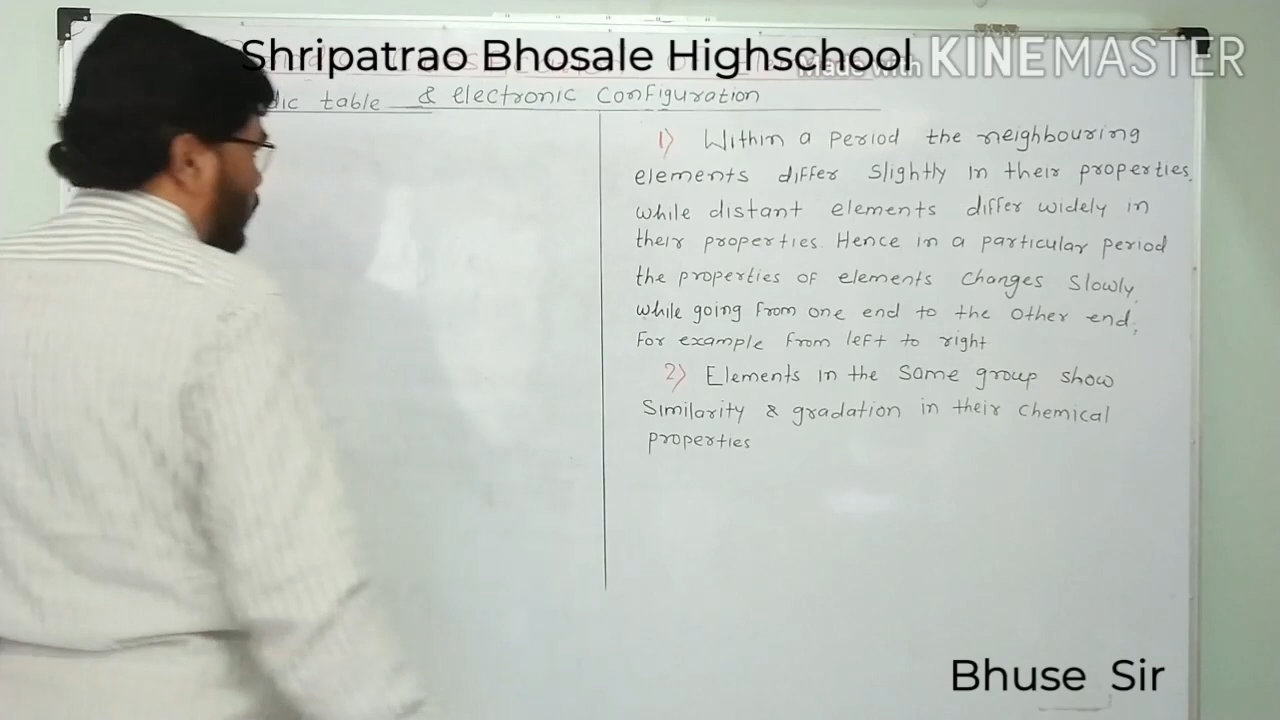 Shripatrao Bhosale Highschool
Made with KINEMASTER
dic table & electronic configuration
1) Within a period the neighbouring
elements differ slightly in their properties,
while distant elements differ widely in
their properties. Hence in a particular period
the properties of elements changes slowly,
while going from one end to the other end,
For example from left to right
2) Elements in the same group show
Similarity & gradation in their chemical
properties
Bhuse Sir